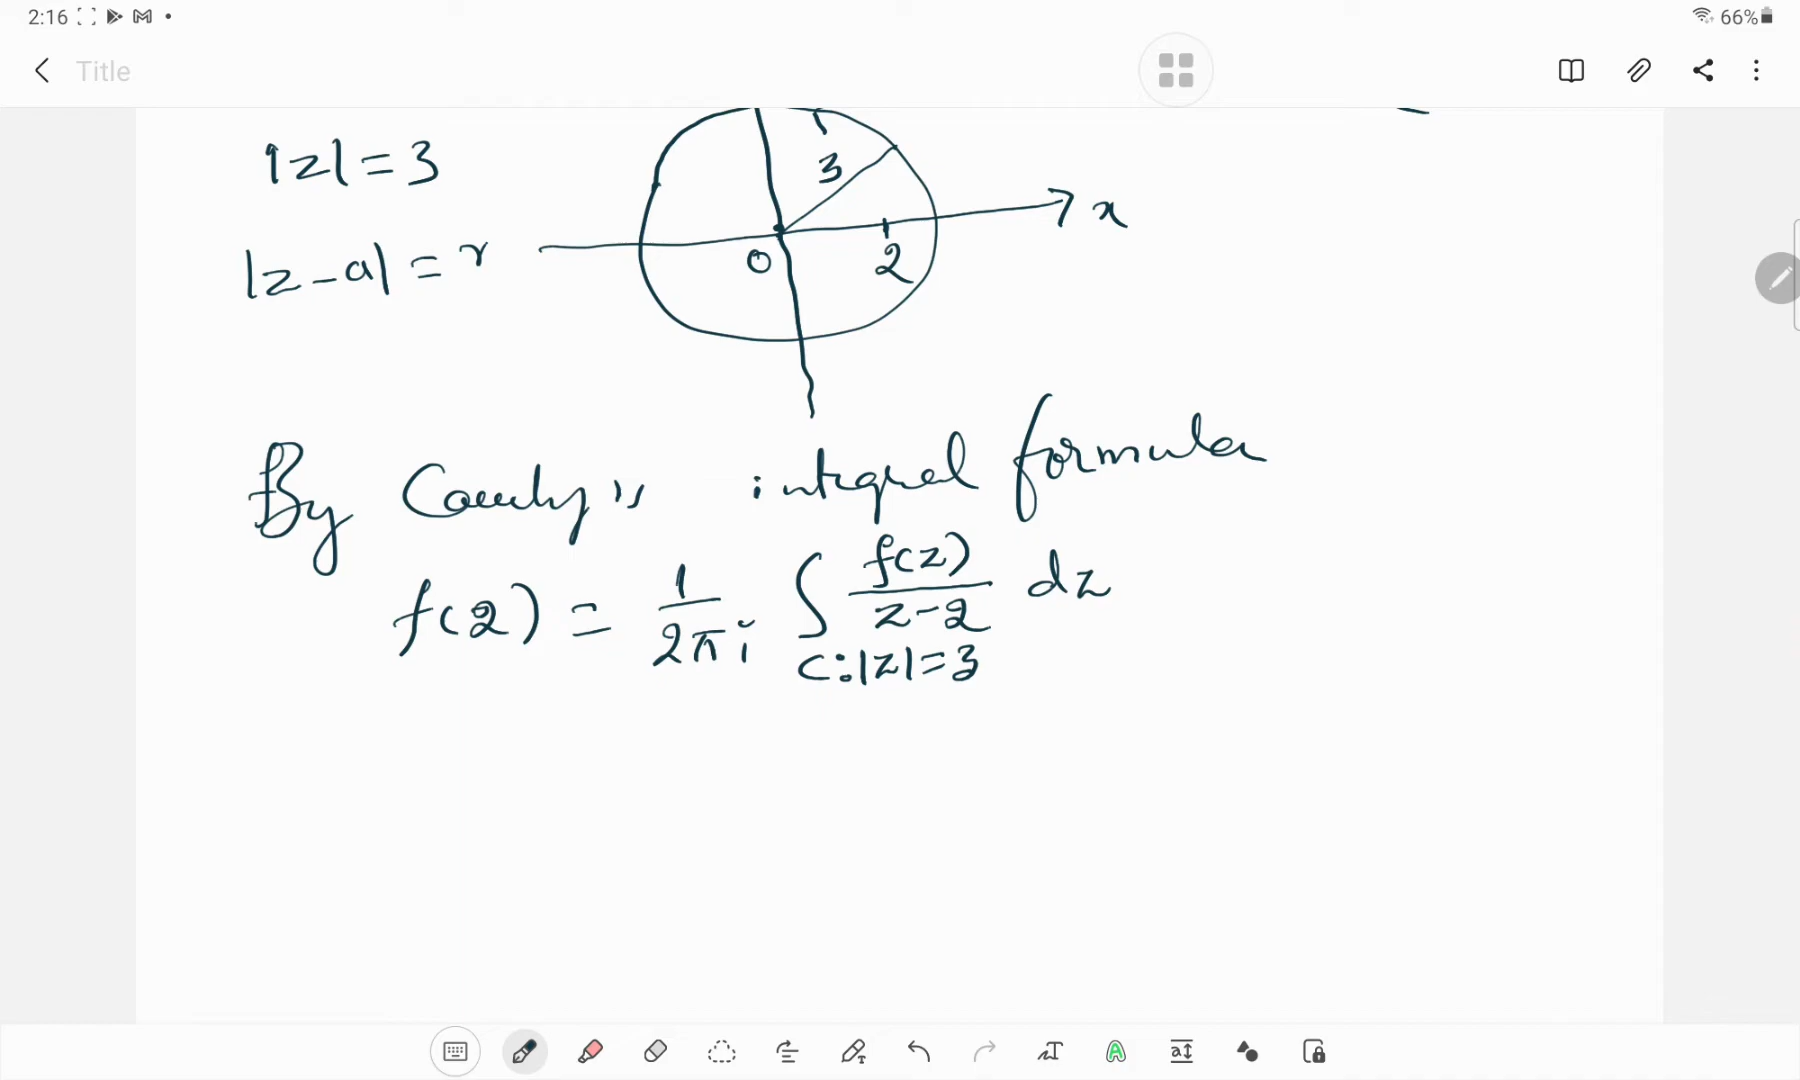 2:16 66%
Title
|z|=3
3
x
|z-a|=r
0
2
By Cauchy's integral formula
f(2) = 1/2πi ∫ f(z)/z-2 dz
c:|z|=3